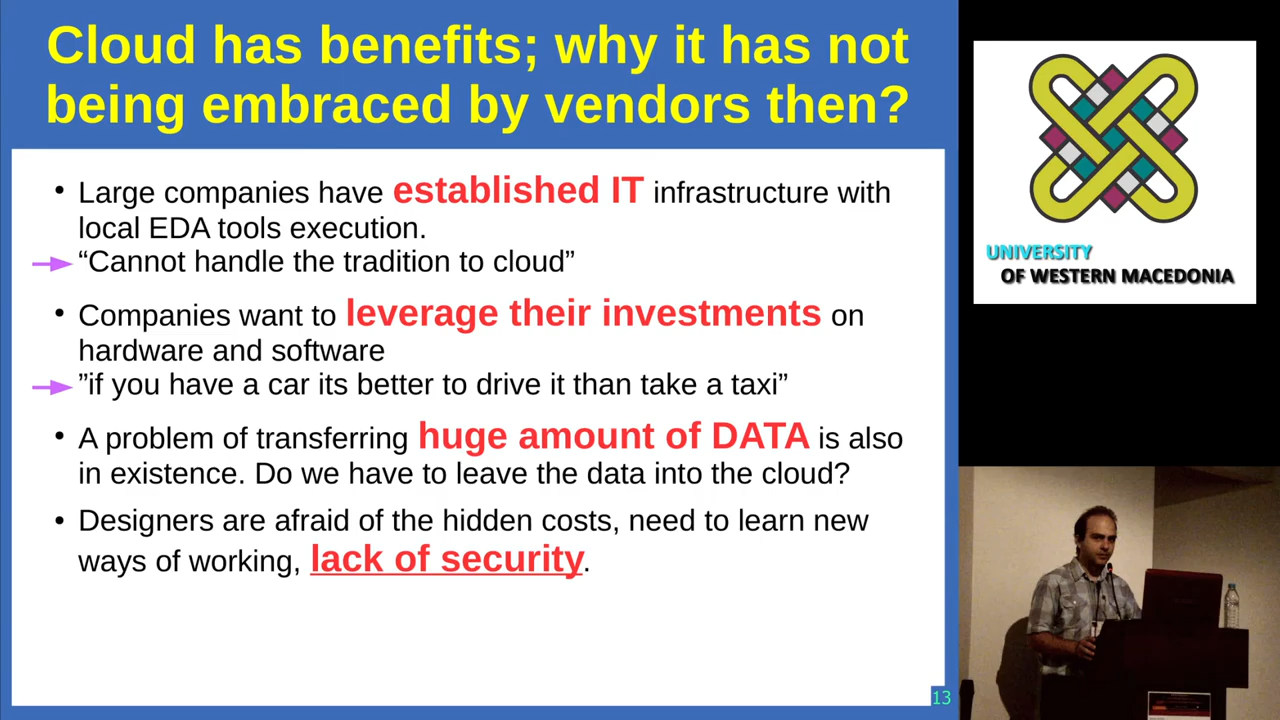 Cloud has benefits; why it has not
being embraced by vendors then?
• Large companies have established IT infrastructure with
local EDA tools execution.
“Cannot handle the tradition to cloud”
• Companies want to leverage their investments on
hardware and software
”if you have a car its better to drive it than take a taxi”
• A problem of transferring huge amount of DATA is also
in existence. Do we have to leave the data into the cloud?
• Designers are afraid of the hidden costs, need to learn new
ways of working, lack of security.
13
UNIVERSITY
OF WESTERN MACEDONIA